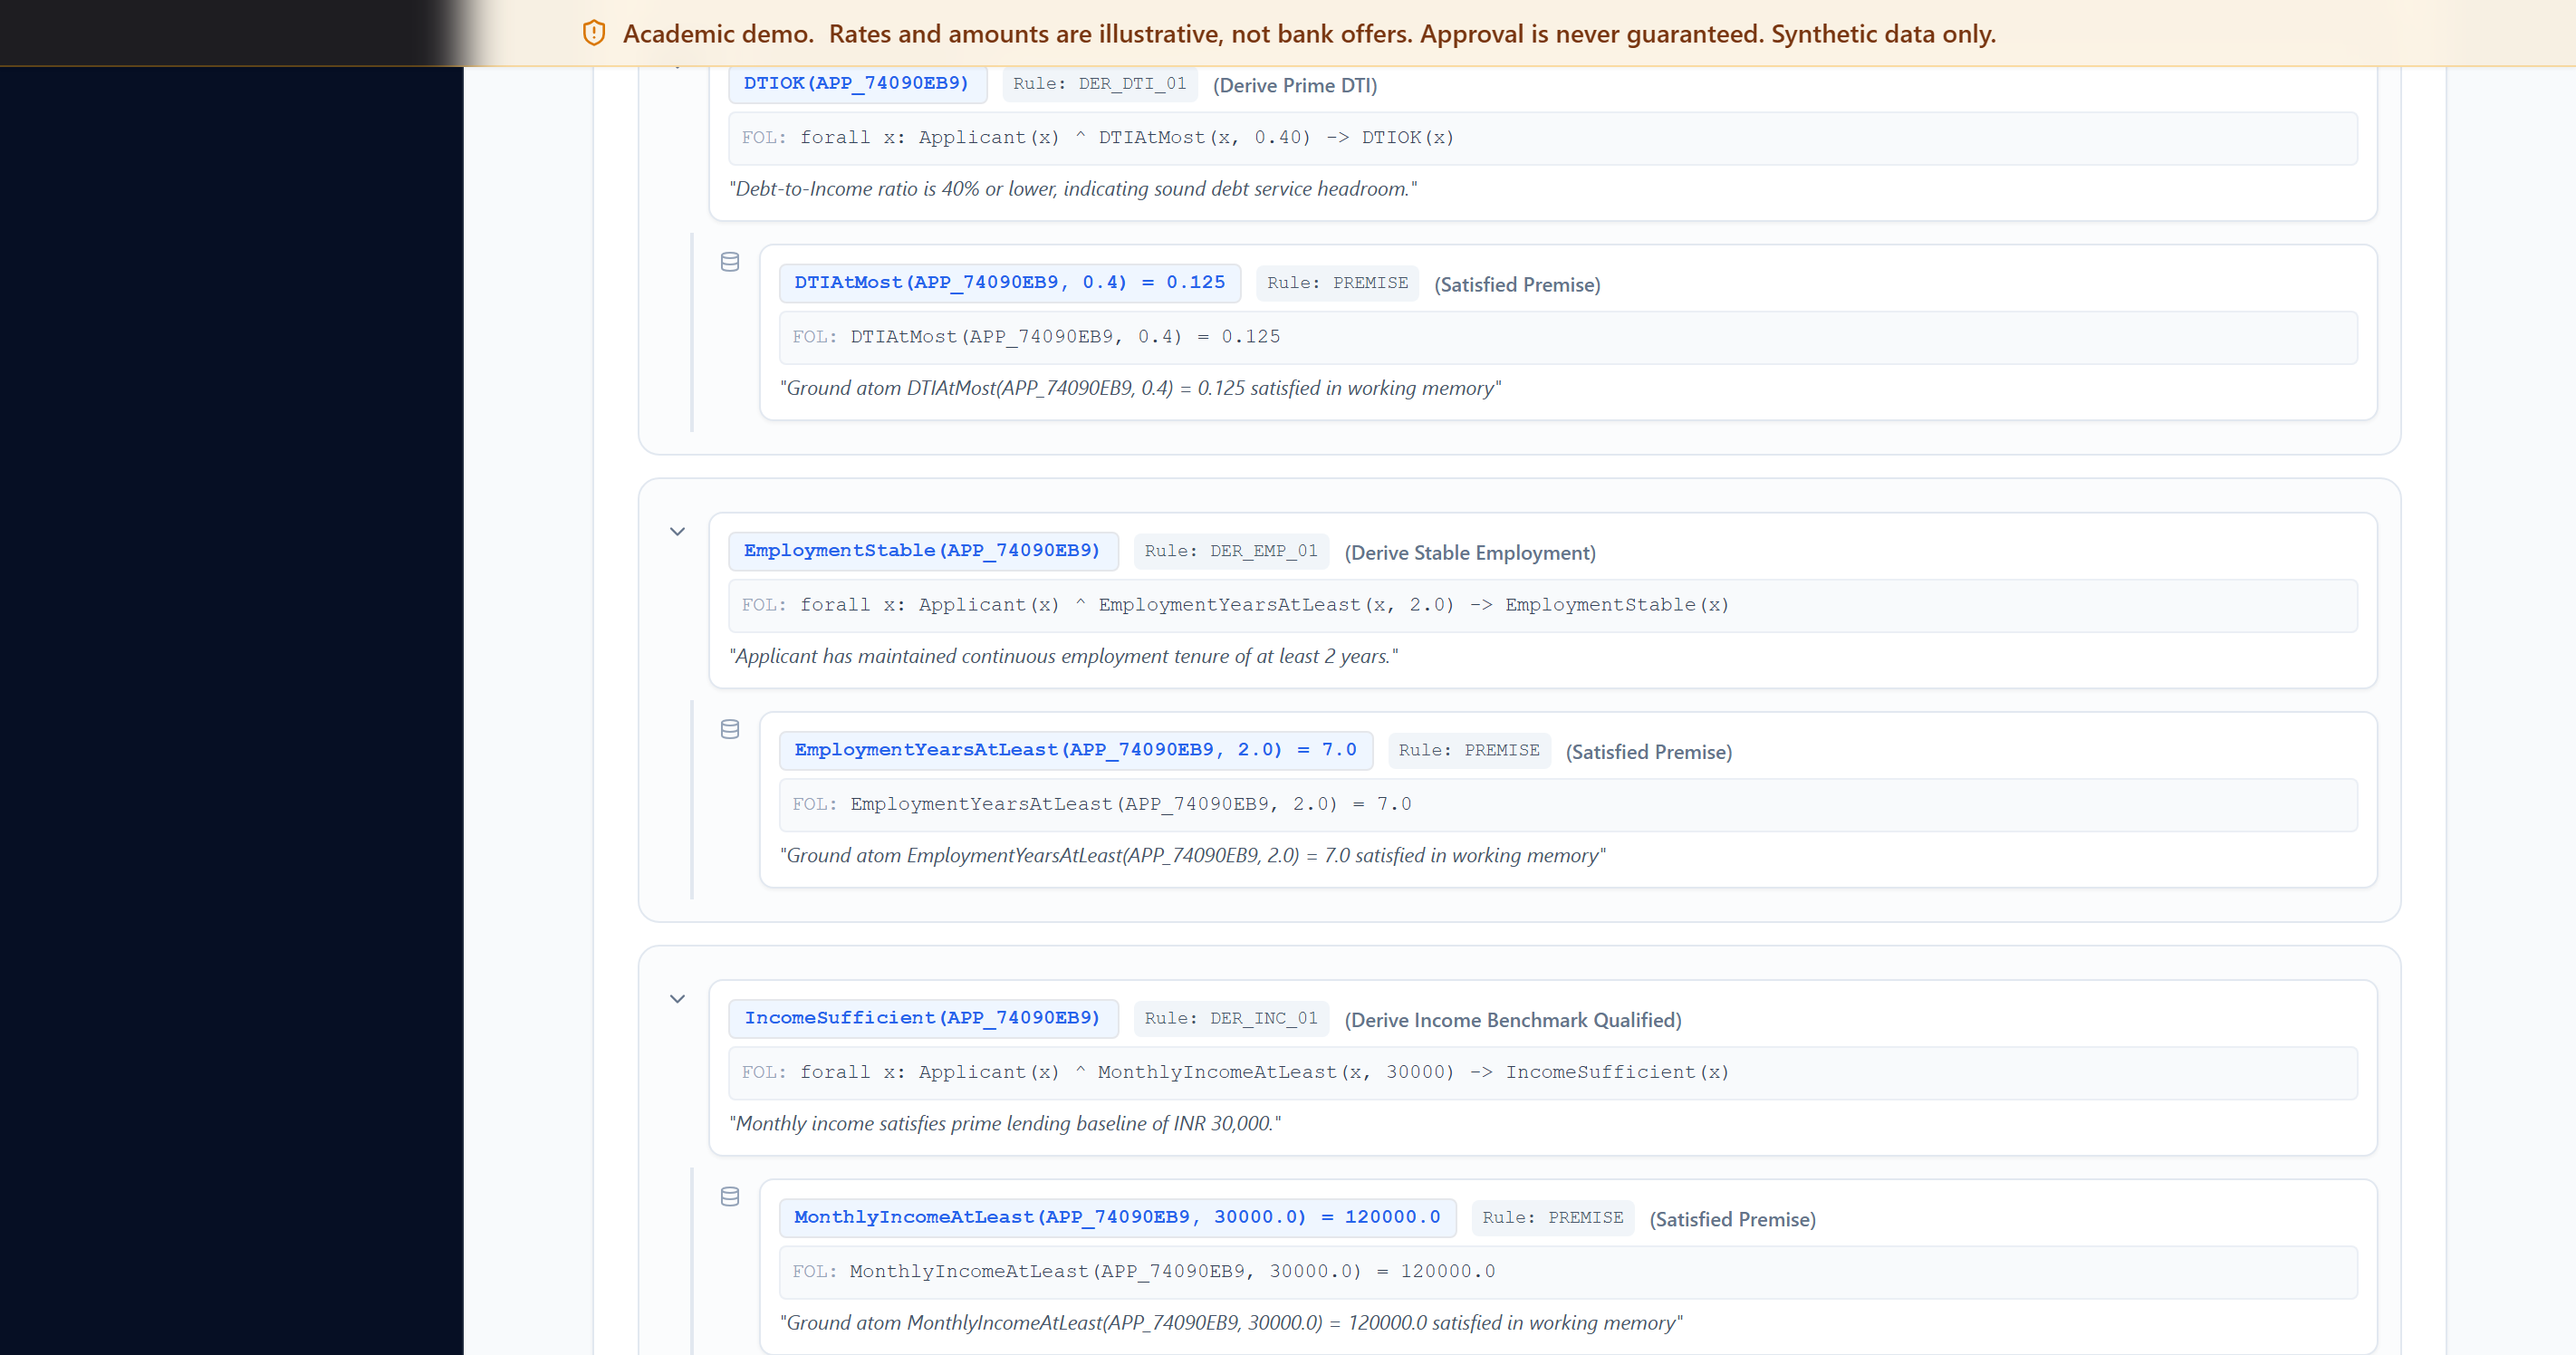 Academic demo. Rates and amounts are illustrative, not bank offers. Approval is never guaranteed. Synthetic data only.
DTIOK(APP_74090EB9) Rule: DER_DTI_01 (Derive Prime DTI)
FOL: forall x: Applicant(x) ^ DTIAtMost(x, 0.40) -> DTIOK(x)
"Debt-to-Income ratio is 40% or lower, indicating sound debt service headroom."
DTIAtMost(APP_74090EB9, 0.4) = 0.125 Rule: PREMISE (Satisfied Premise)
FOL: DTIAtMost(APP_74090EB9, 0.4) = 0.125
"Ground atom DTIAtMost(APP_74090EB9, 0.4) = 0.125 satisfied in working memory"
EmploymentStable(APP_74090EB9) Rule: DER_EMP_01 (Derive Stable Employment)
FOL: forall x: Applicant(x) ^ EmploymentYearsAtLeast(x, 2.0) -> EmploymentStable(x)
"Applicant has maintained continuous employment tenure of at least 2 years."
EmploymentYearsAtLeast(APP_74090EB9, 2.0) = 7.0 Rule: PREMISE (Satisfied Premise)
FOL: EmploymentYearsAtLeast(APP_74090EB9, 2.0) = 7.0
"Ground atom EmploymentYearsAtLeast(APP_74090EB9, 2.0) = 7.0 satisfied in working memory"
IncomeSufficient(APP_74090EB9) Rule: DER_INC_01 (Derive Income Benchmark Qualified)
FOL: forall x: Applicant(x) ^ MonthlyIncomeAtLeast(x, 30000) -> IncomeSufficient(x)
"Monthly income satisfies prime lending baseline of INR 30,000."
MonthlyIncomeAtLeast(APP_74090EB9, 30000.0) = 120000.0 Rule: PREMISE (Satisfied Premise)
FOL: MonthlyIncomeAtLeast(APP_74090EB9, 30000.0) = 120000.0
"Ground atom MonthlyIncomeAtLeast(APP_74090EB9, 30000.0) = 120000.0 satisfied in working memory"